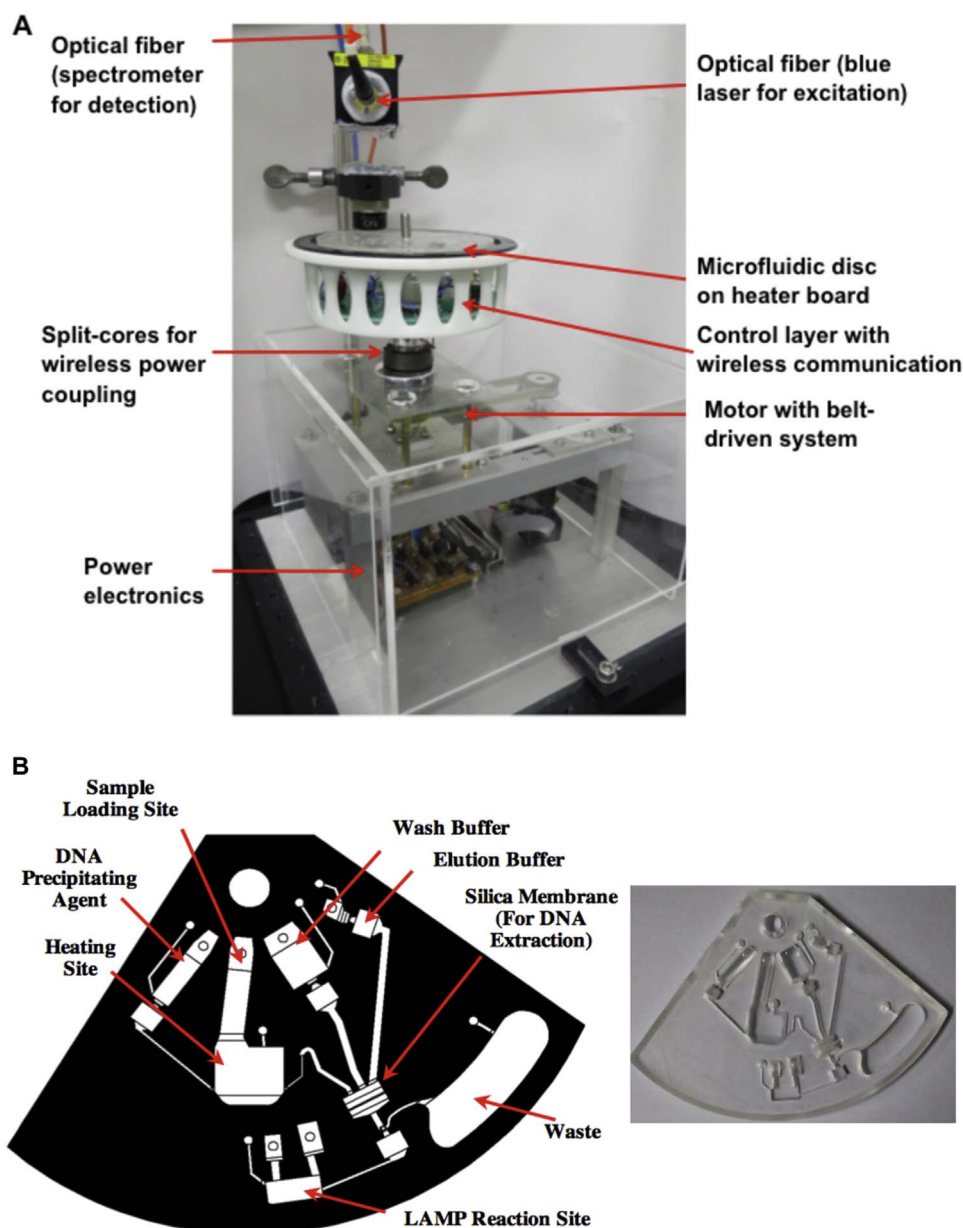 A
Optical fiber
(spectrometer
for detection)
Optical fiber (blue
laser for excitation)
Microfluidic disc
on heater board
Split-cores for
wireless power
coupling
Control layer with
wireless communication
Motor with belt-
driven system
Power
electronics
B
Sample
Loading Site
Wash Buffer
DNA
Precipitating
Agent
Elution Buffer
Silica Membrane
(For DNA
Extraction)
Heating
Site
Waste
LAMP Reaction Site